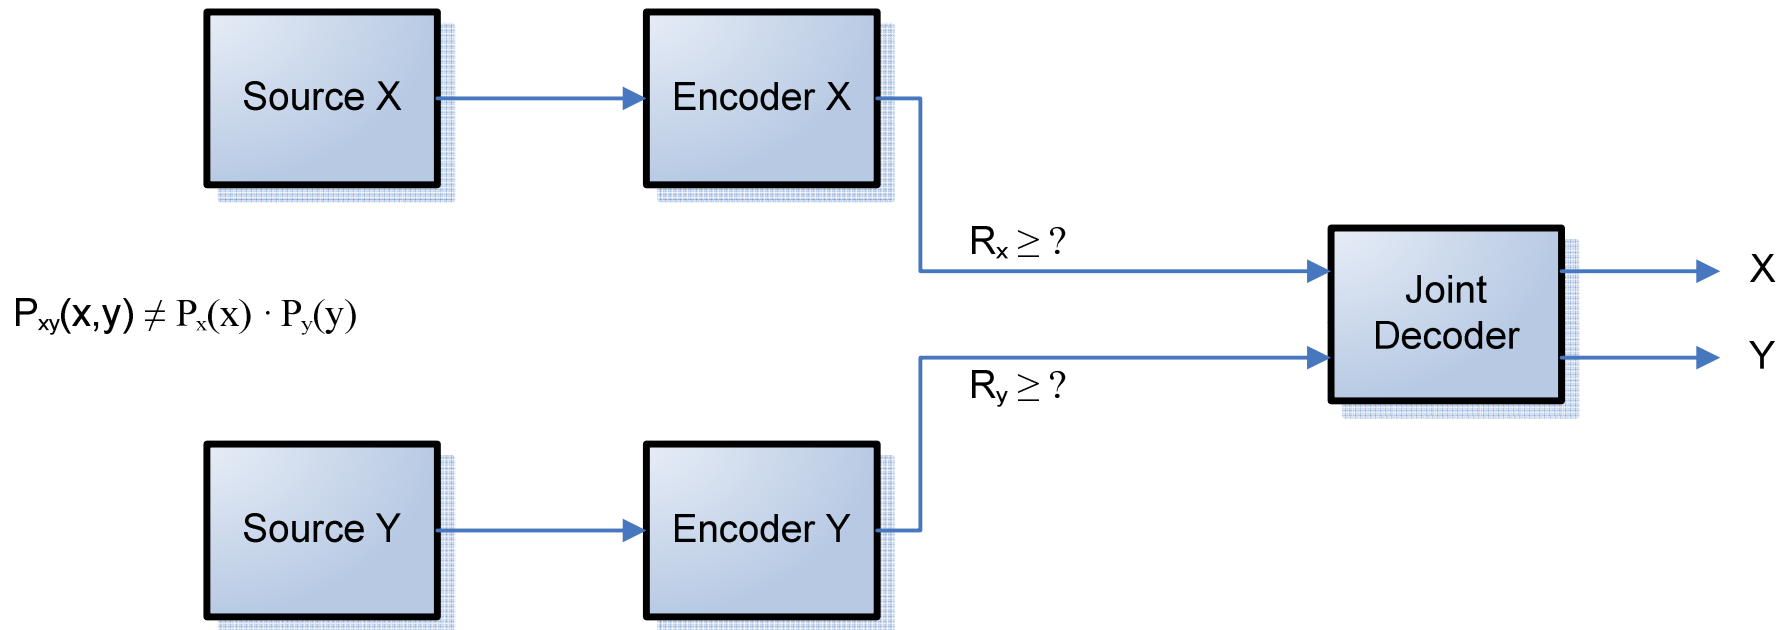 Source X
Encoder X
Rx ≥ ?
Joint
Decoder
X
Pxy(x,y) ≠ Px(x) · Py(y)
Y
Ry ≥ ?
Source Y
Encoder Y